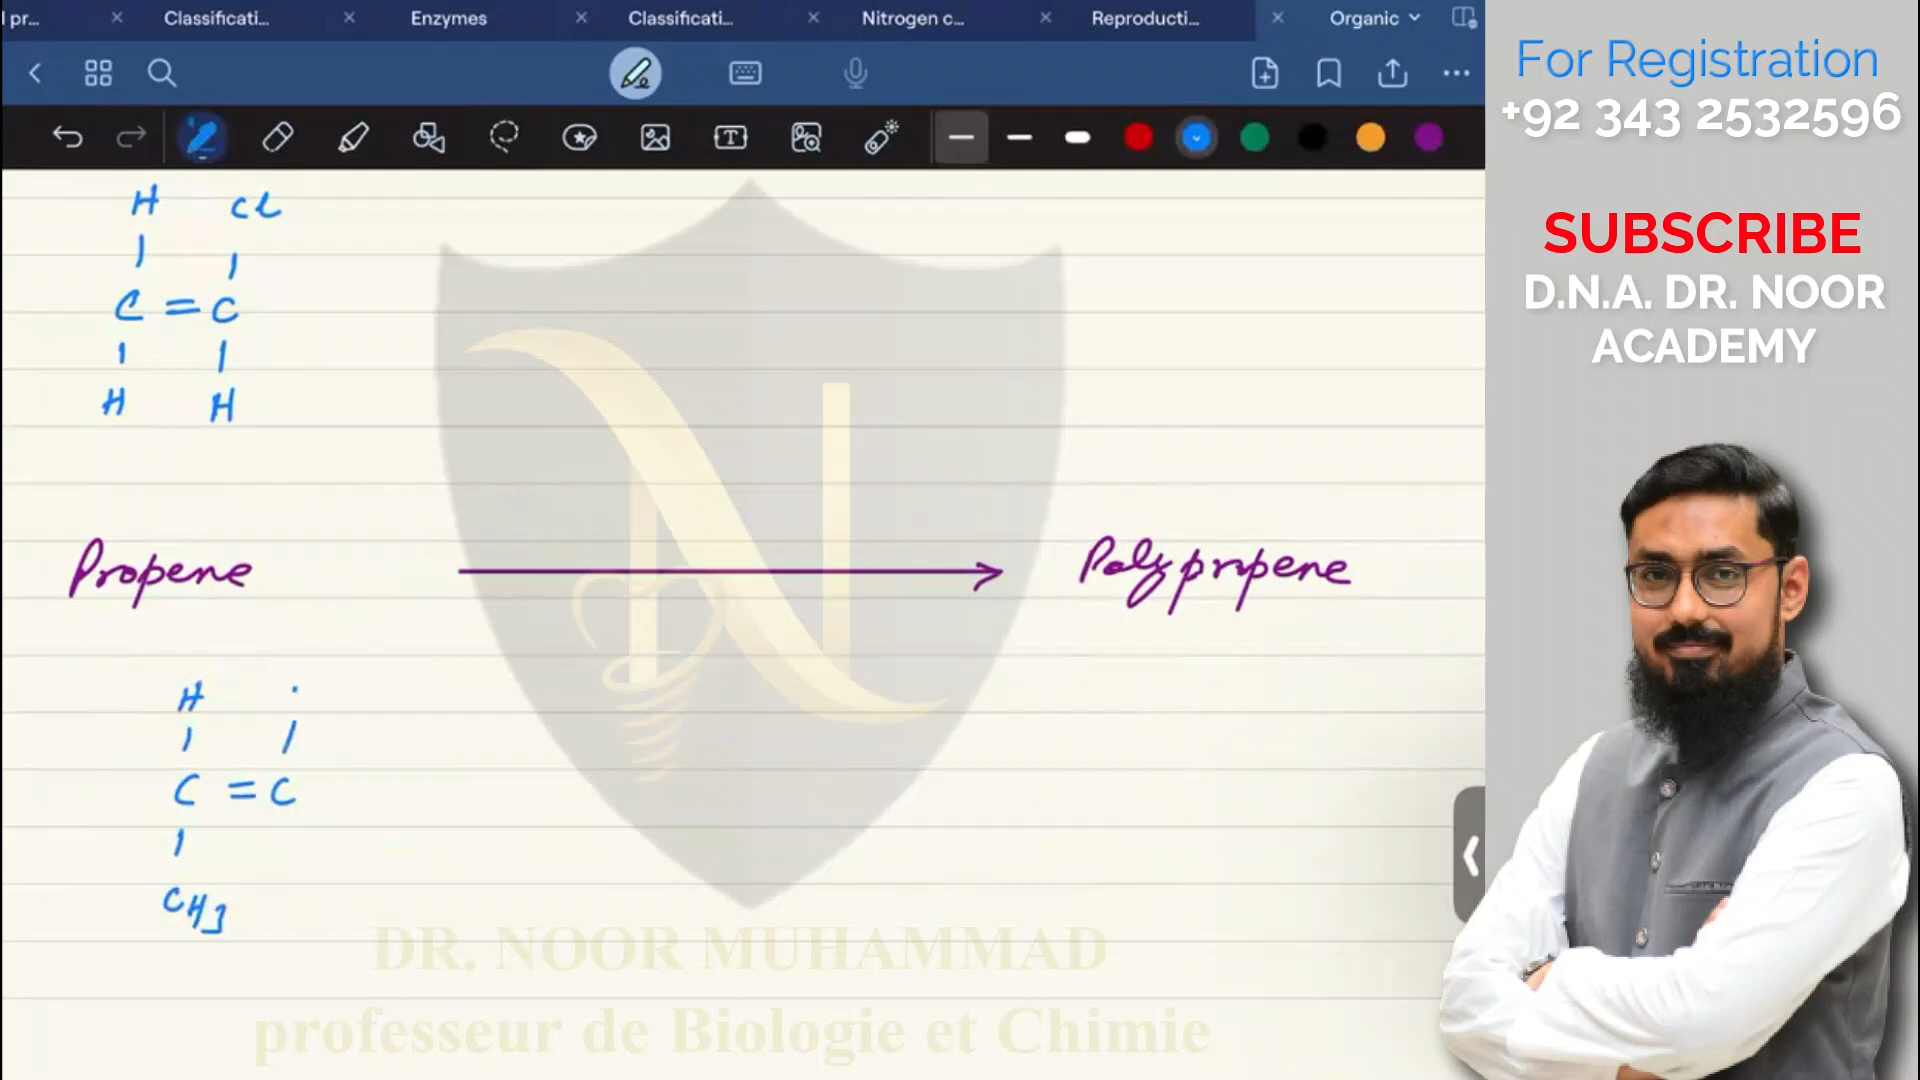 l pr...
Classificati...
Enzymes
Classificati...
Nitrogen c...
Reproducti...
Organic
T
For Registration
+92 343 2532596
SUBSCRIBE
D.N.A. DR. NOOR
ACADEMY
H Cl
C = C
H H
Propene
Polypropene
H
C = C
CH3
DR. NOOR MUHAMMAD
professeur de Biologie et Chimie